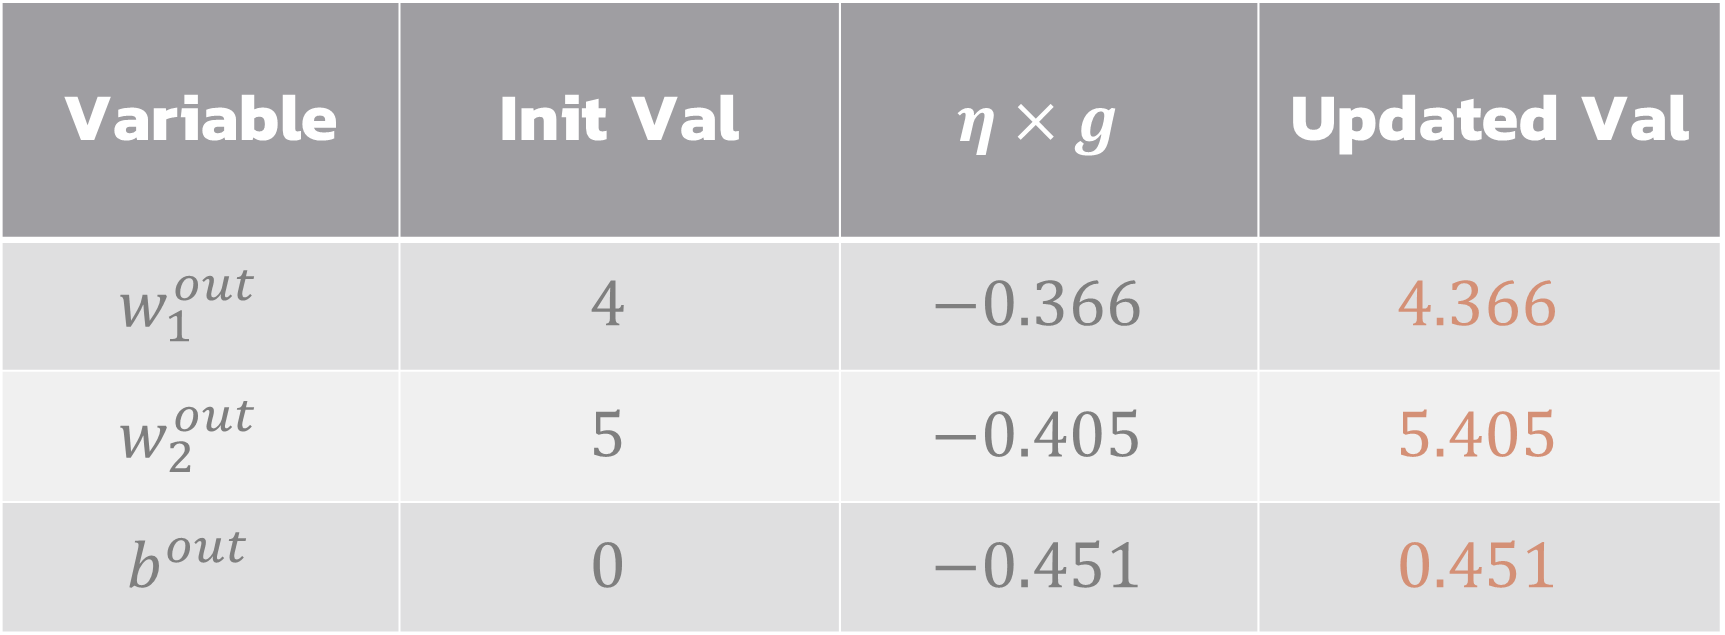 Variable Init Val η × g Updated Val
w_1^{out} 4 −0.366 4.366
w_2^{out} 5 −0.405 5.405
b^{out} 0 −0.451 0.451